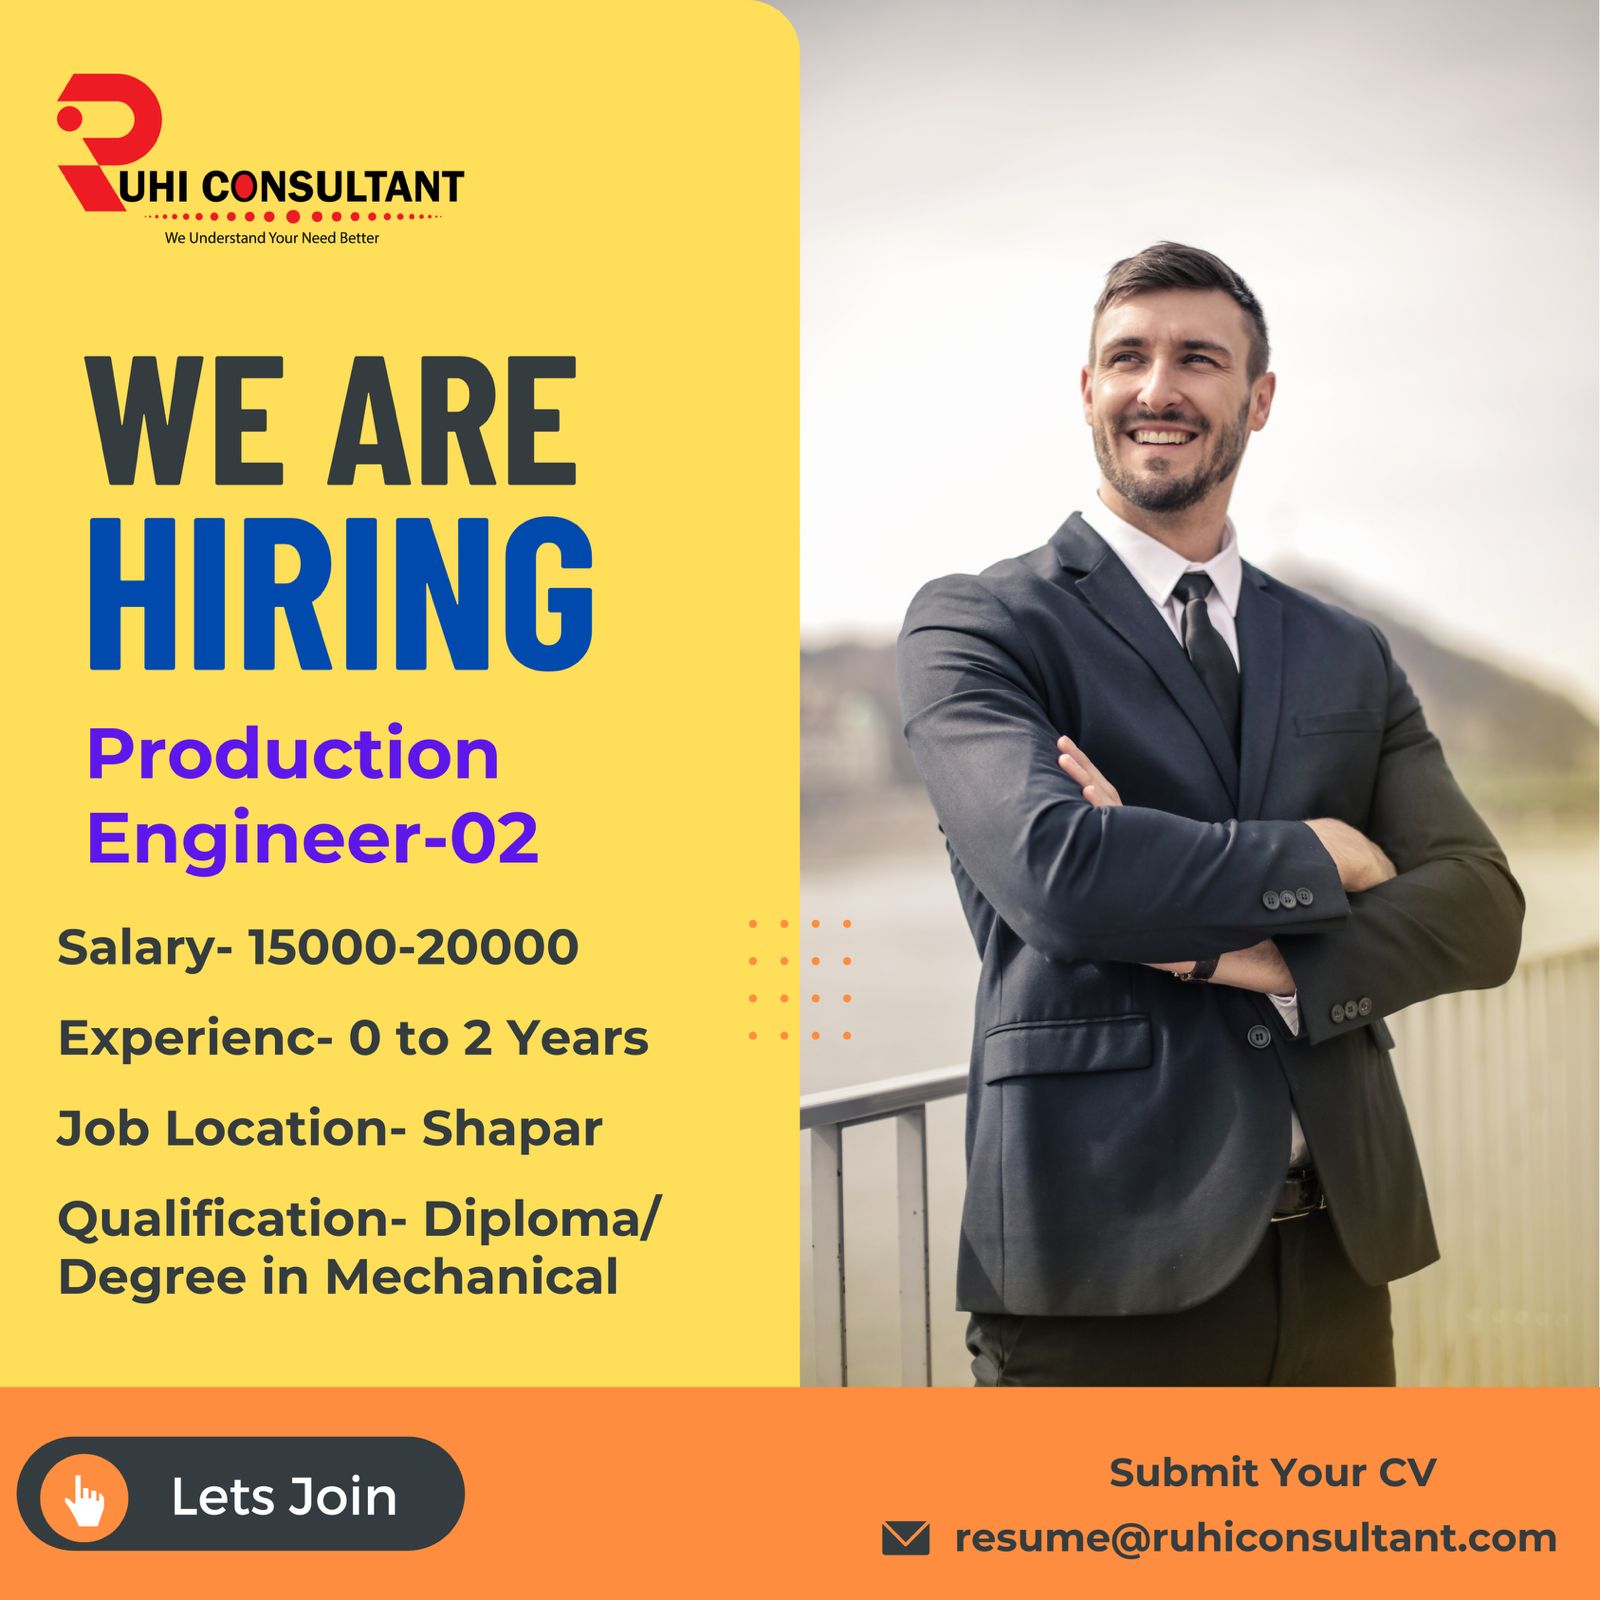 RUHI CONSULTANT
We Understand Your Need Better
WE ARE
HIRING
Production
Engineer-02
Salary- 15000-20000
Experienc- 0 to 2 Years
Job Location- Shapar
Qualification- Diploma/
Degree in Mechanical
Lets Join
Submit Your CV
resume@ruhiconsultant.com